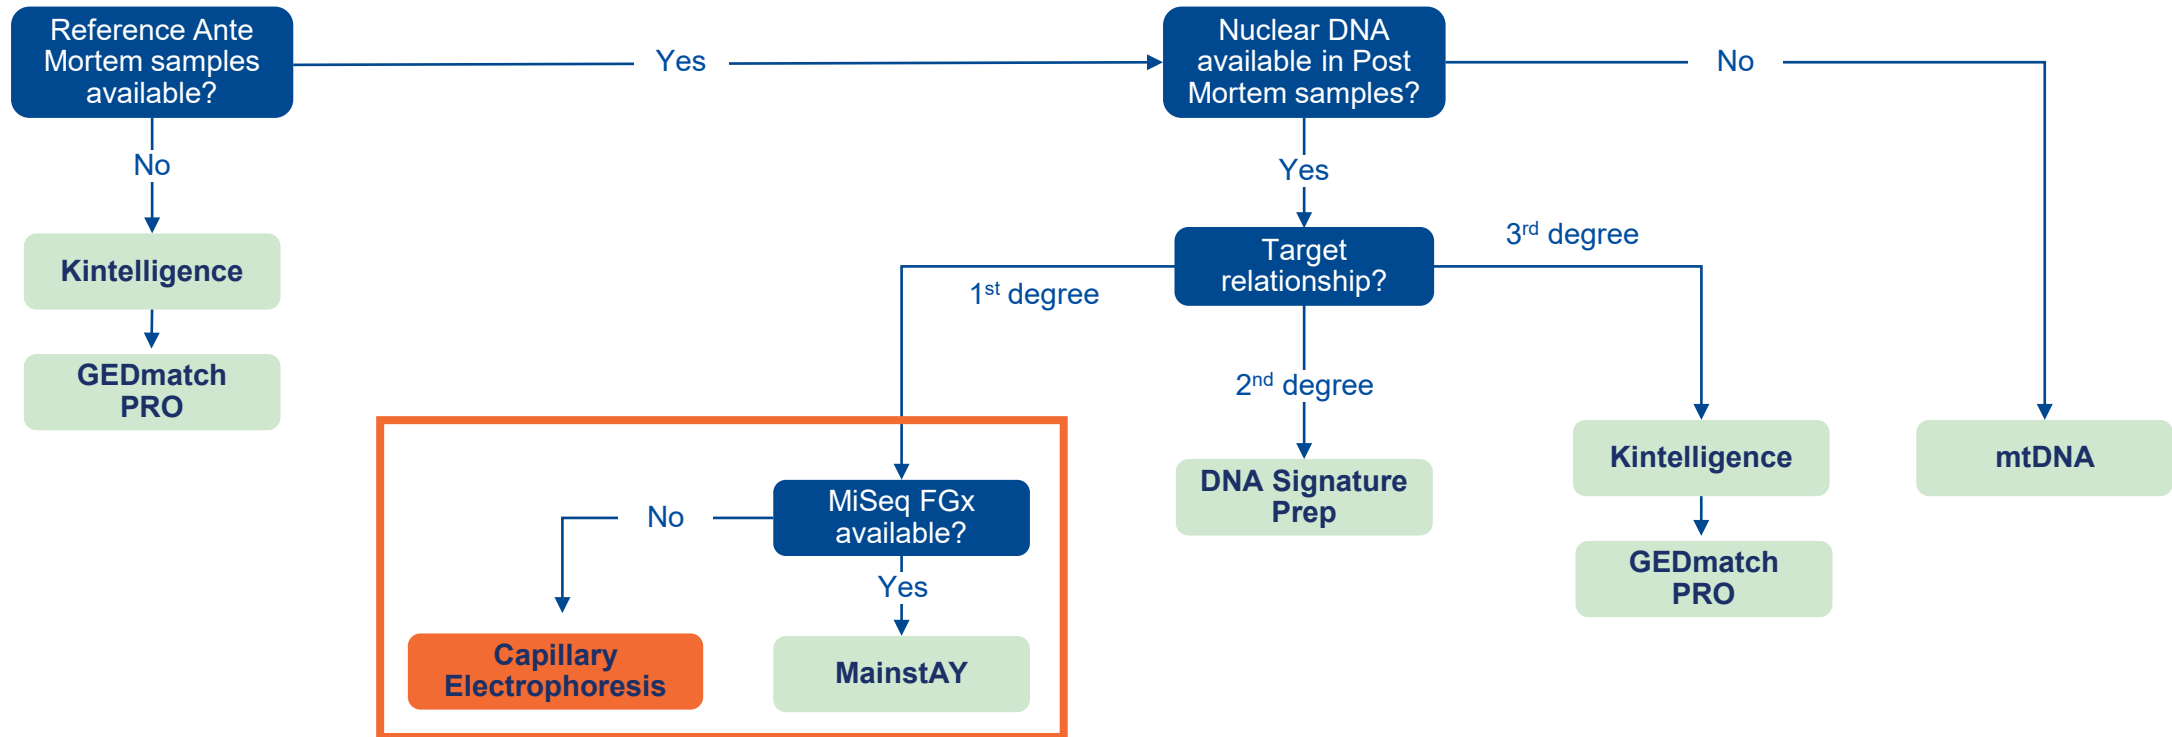 Reference Ante
Mortem samples
available?
Yes
Nuclear DNA
available in Post
Mortem samples?
No
No
Yes
Kintelligence
GEDmatch
PRO
Target
relationship?
1st degree
2nd degree
3rd degree
MiSeq FGx
available?
No
Yes
Capillary
Electrophoresis
MainstAY
DNA Signature
Prep
Kintelligence
GEDmatch
PRO
mtDNA